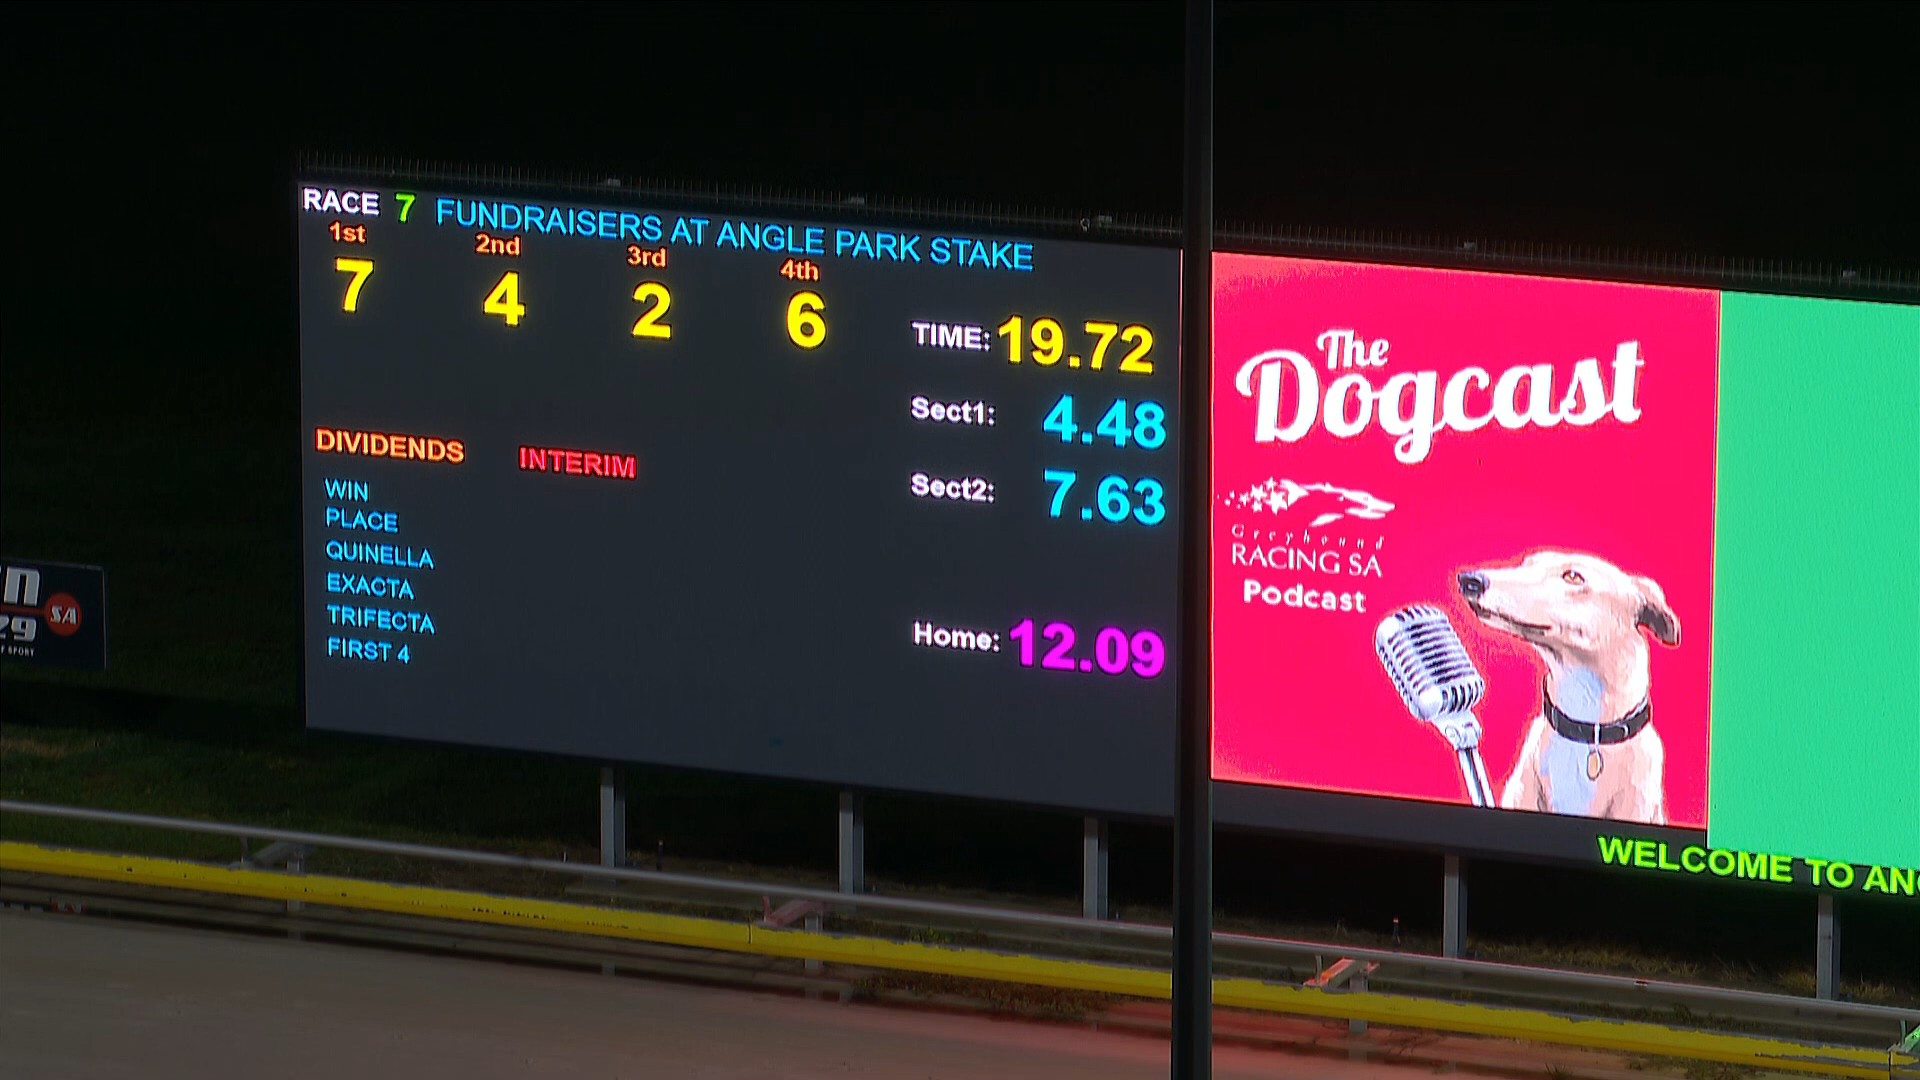 RACE 7 FUNDRAISERS AT ANGLE PARK STAKE
1st 2nd 3rd 4th
7 4 2 6
TIME: 19.72
Sect1: 4.48
Sect2: 7.63
Home: 12.09
DIVIDENDS INTERIM
WIN
PLACE
QUINELLA
EXACTA
TRIFECTA
FIRST 4
The
Dogcast
Greyhound
RACING SA
Podcast
WELCOME TO
SA